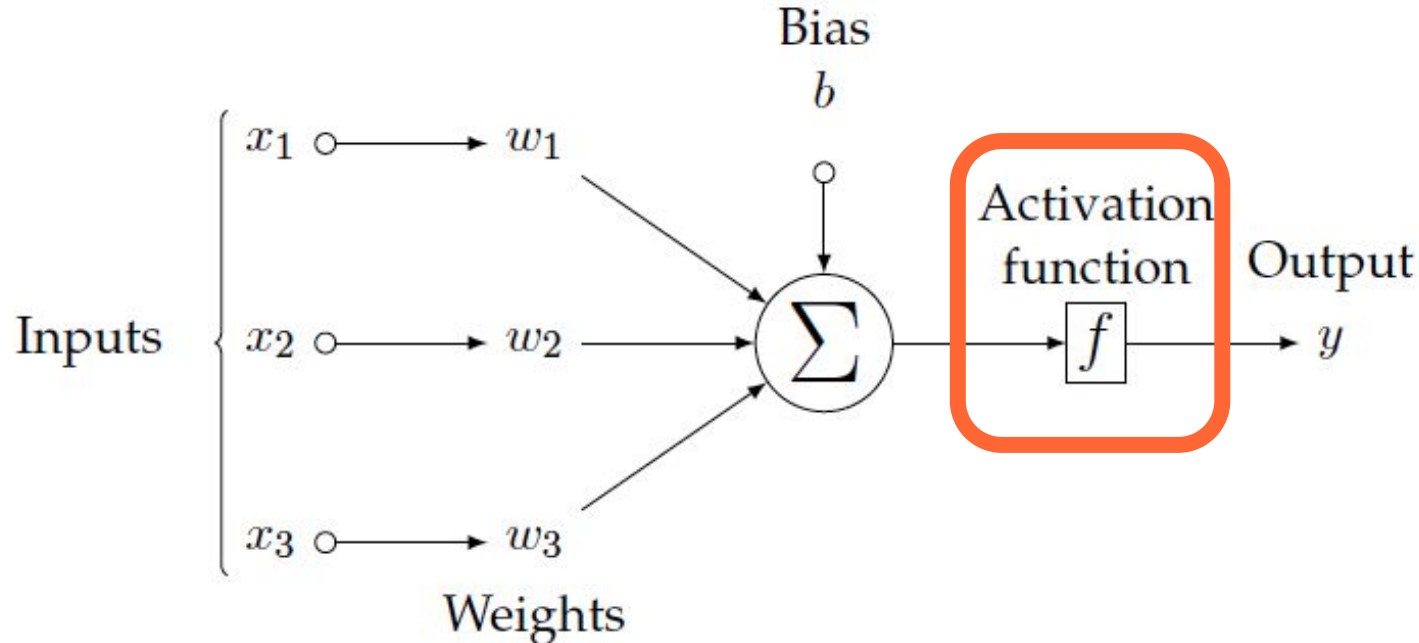 Bias
b
x₁ w₁
Activation
function
Inputs x₂ w₂ ∑ f Output
y
x₃ w₃
Weights